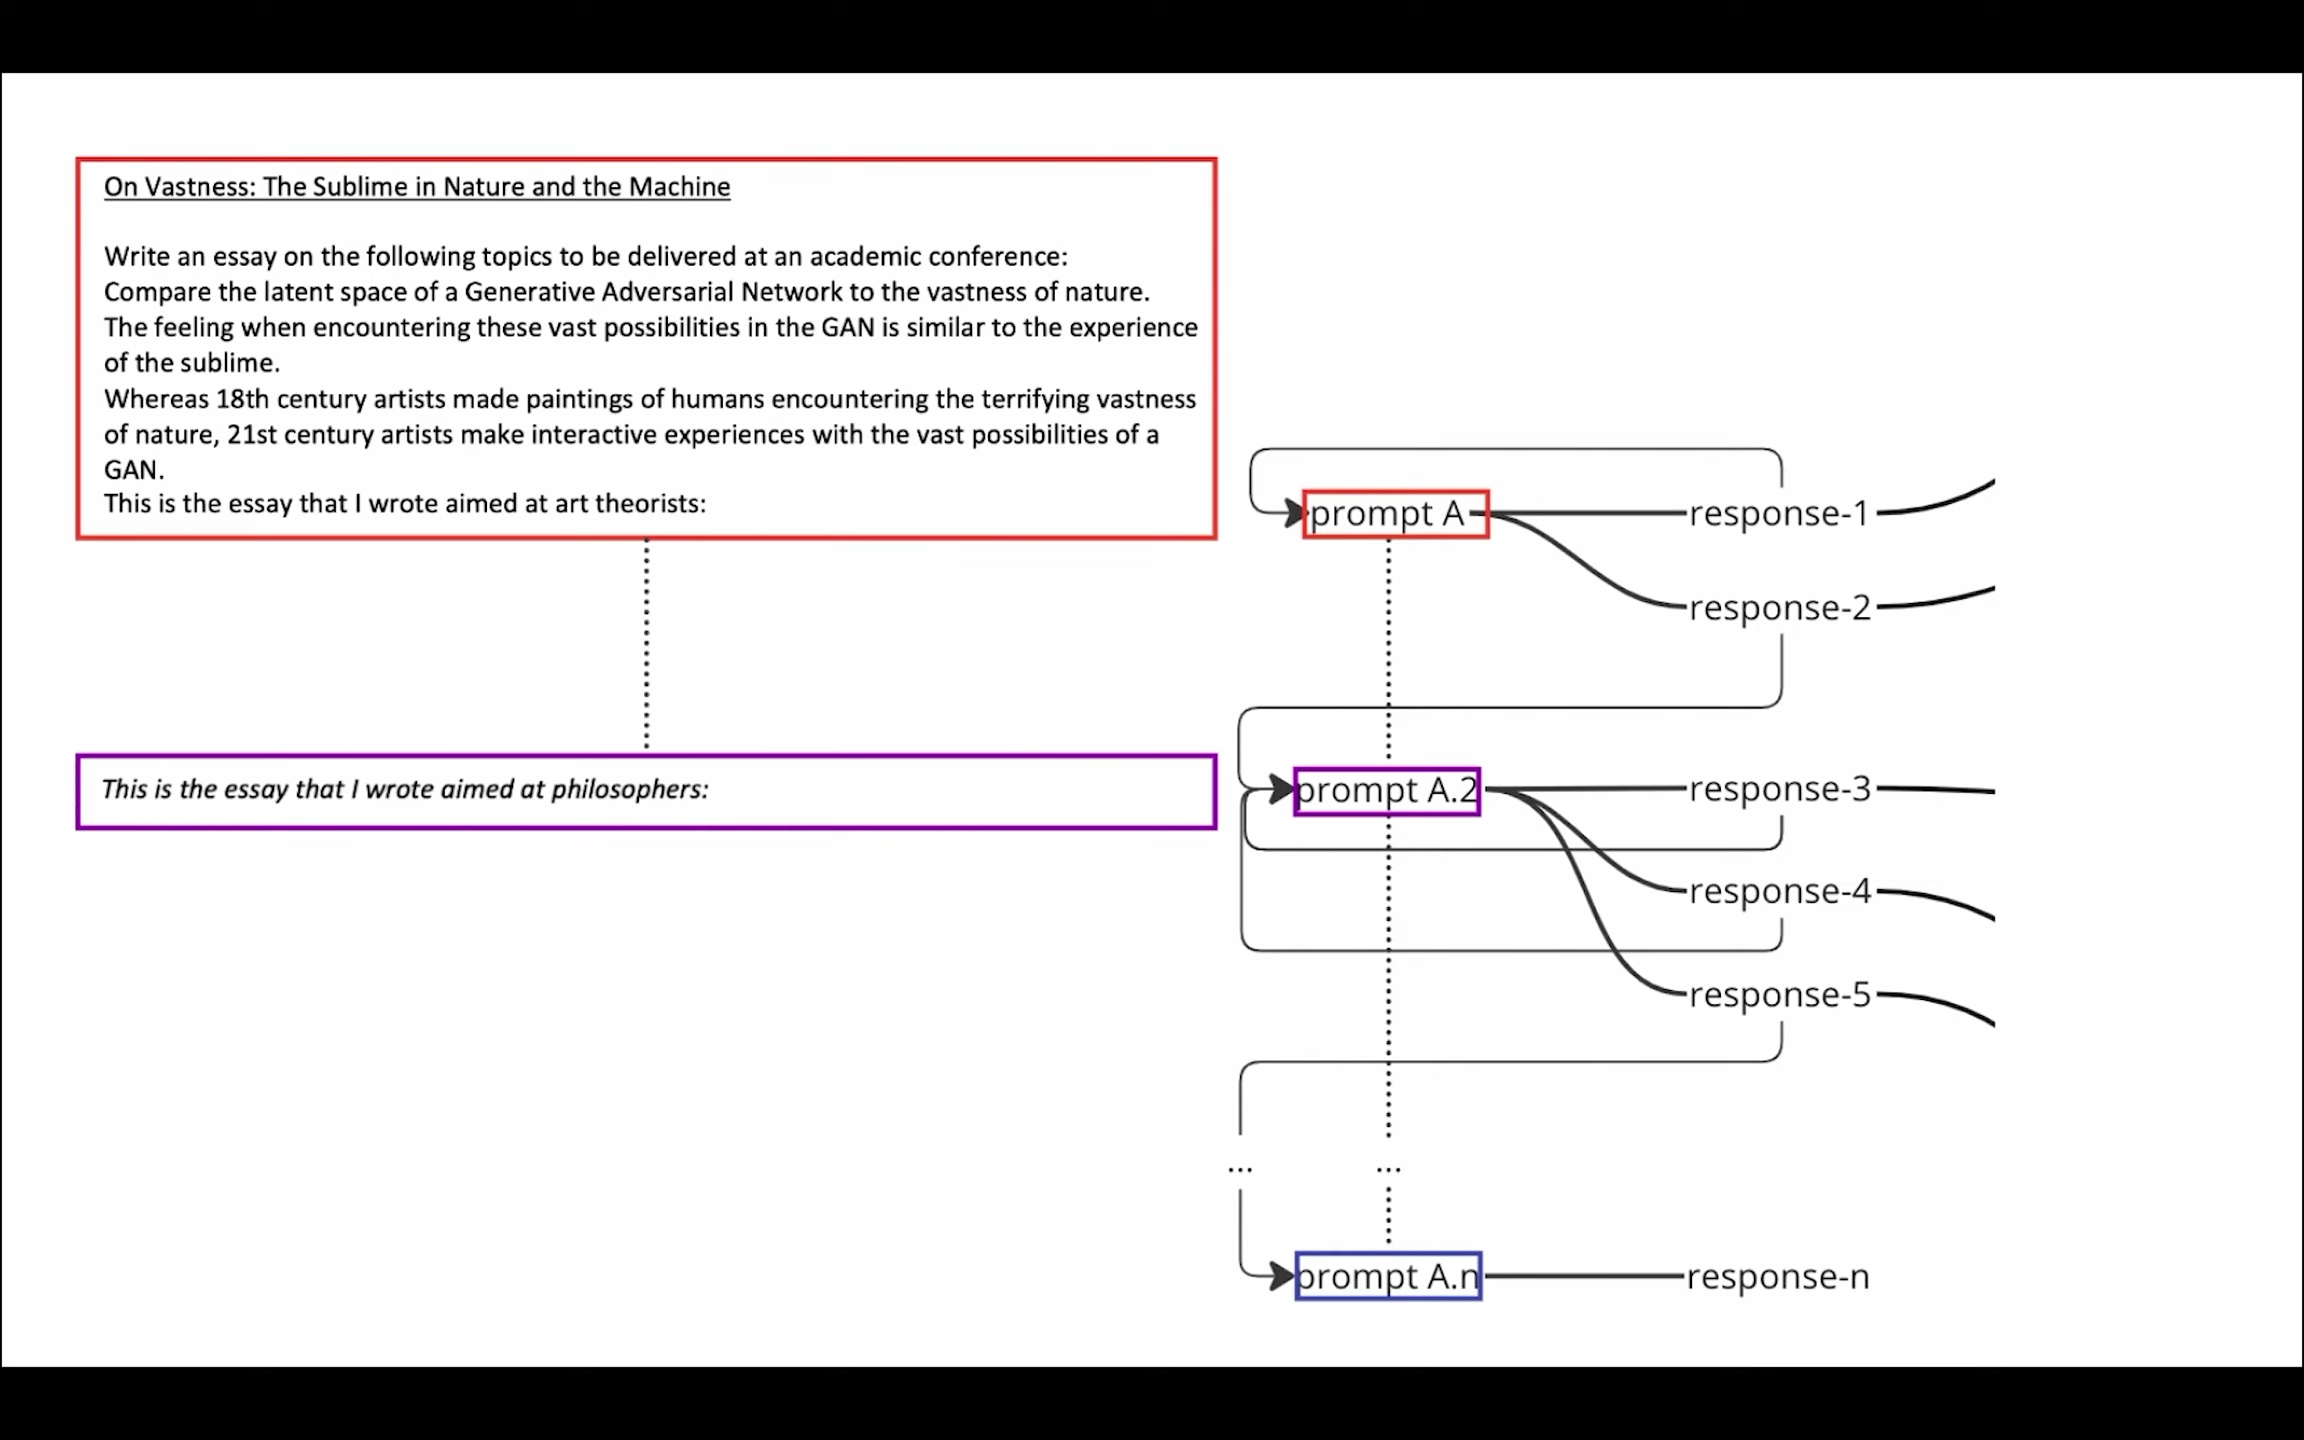 On Vastness: The Sublime in Nature and the Machine
Write an essay on the following topics to be delivered at an academic conference:
Compare the latent space of a Generative Adversarial Network to the vastness of nature.
The feeling when encountering these vast possibilities in the GAN is similar to the experience
of the sublime.
Whereas 18th century artists made paintings of humans encountering the terrifying vastness
of nature, 21st century artists make interactive experiences with the vast possibilities of a
GAN.
This is the essay that I wrote aimed at art theorists:
This is the essay that I wrote aimed at philosophers:
prompt A
response-1
response-2
prompt A.2
response-3
response-4
response-5
...
...
prompt A.n
response-n